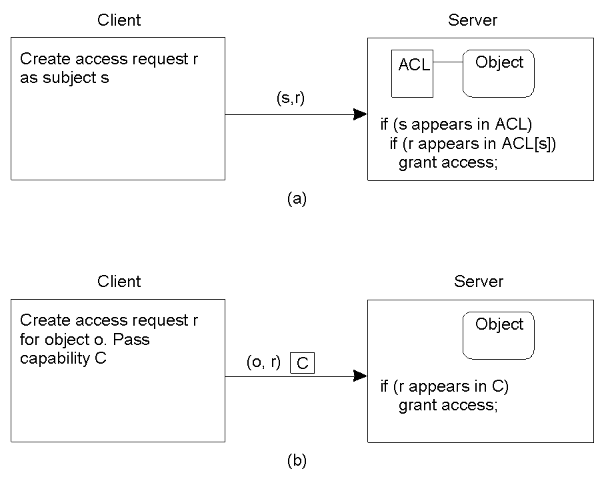 Client
Server
Create access request r
as subject s
(s,r)
ACL
Object
if (s appears in ACL)
if (r appears in ACL[s])
grant access;
(a)
Client
Server
Create access request r
for object o. Pass
capability C
(o, r)
C
Object
if (r appears in C)
grant access;
(b)